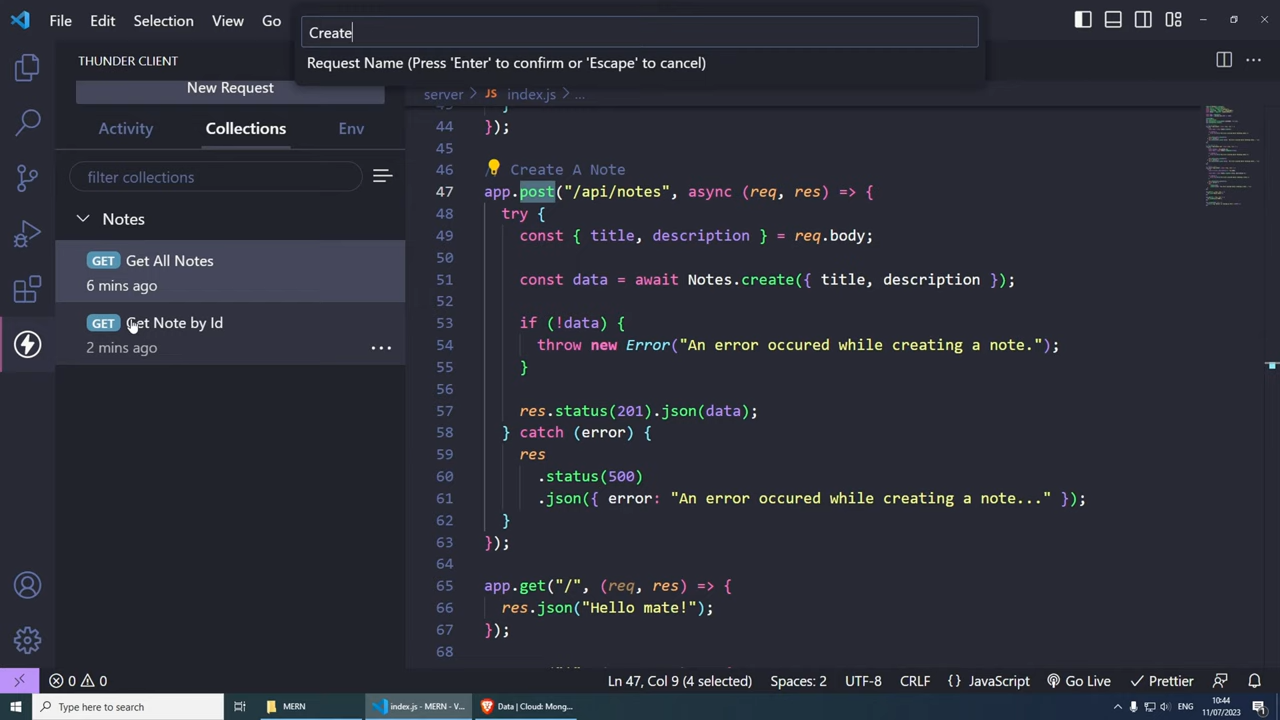 File Edit Selection View Go
Create
Request Name (Press 'Enter' to confirm or 'Escape' to cancel)
THUNDER CLIENT
New Request
Activity Collections Env
filter collections
Notes
GET Get All Notes
6 mins ago
GET Get Note by Id
2 mins ago
server > JS index.js > ...
44 });
45
46 Create A Note
47 app.post("/api/notes", async (req, res) => {
48 try {
49 const { title, description } = req.body;
50
51 const data = await Notes.create({ title, description });
52
53 if (!data) {
54 throw new Error("An error occured while creating a note.");
55 }
56
57 res.status(201).json(data);
58 } catch (error) {
59 res
60 .status(500)
61 .json({ error: "An error occured while creating a note..." });
62 }
63 });
64
65 app.get("/", (req, res) => {
66 res.json("Hello mate!");
67 });
68
0 0 Ln 47, Col 9 (4 selected) Spaces: 2 UTF-8 CRLF {} JavaScript Go Live Prettier
Type here to search MERN index.js - MERN - V... Data | Cloud: Mong... 10:44
11/07/2023